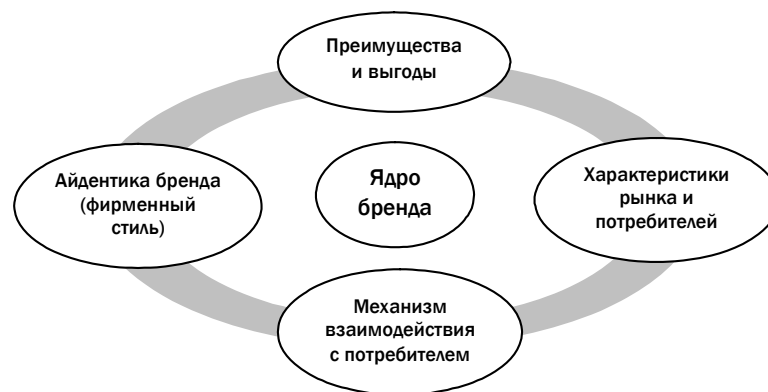 Преимущества
и выгоды
Айдентика бренда
(фирменный
стиль)
Ядро
бренда
Характеристики
рынка и
потребителей
Механизм
взаимодействия
с потребителем